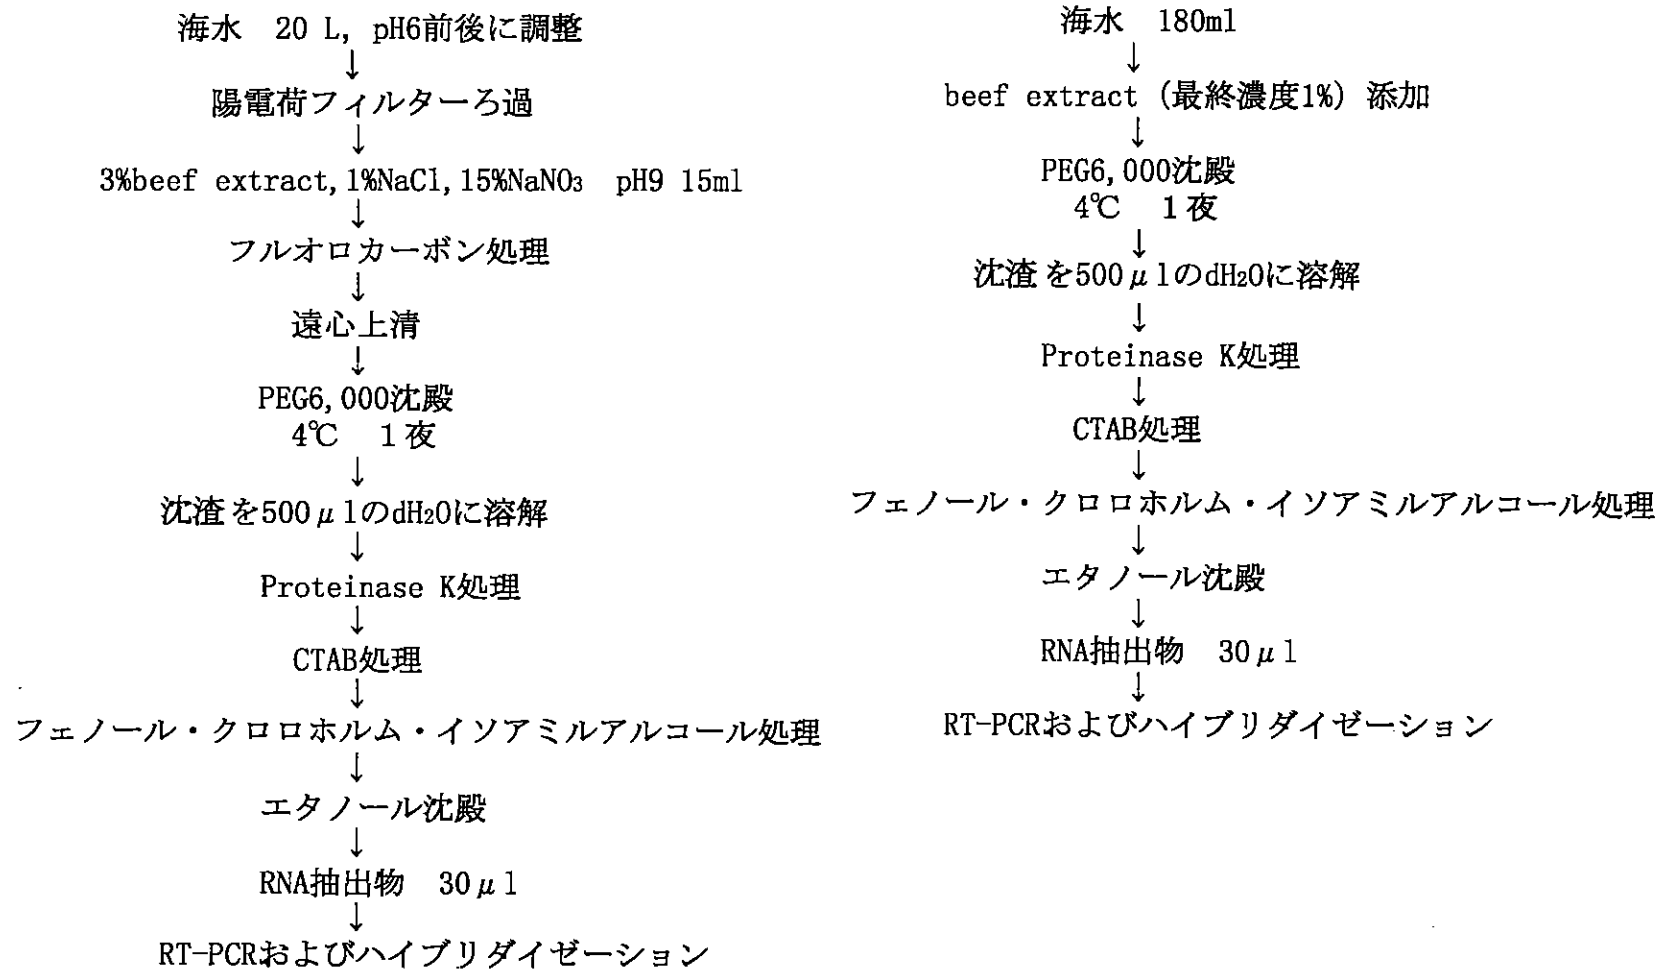 海水　20 L, pH6前後に調整
↓
陽電荷フィルターろ過
↓
3%beef extract,1%NaCl,15%NaNO₃　pH9 15ml
↓
フルオロカーボン処理
↓
遠心上清
↓
PEG6,000沈殿
4℃　1夜
↓
沈渣を500μlのdH₂Oに溶解
↓
Proteinase K処理
↓
CTAB処理
↓
フェノール・クロロホルム・イソアミルアルコール処理
↓
エタノール沈殿
↓
RNA抽出物　30μl
↓
RT-PCRおよびハイブリダイゼーション
海水　180ml
↓
beef extract (最終濃度1%) 添加
↓
PEG6,000沈殿
4℃　1夜
↓
沈渣を500μlのdH₂Oに溶解
↓
Proteinase K処理
↓
CTAB処理
↓
フェノール・クロロホルム・イソアミルアルコール処理
↓
エタノール沈殿
↓
RNA抽出物　30μl
↓
RT-PCRおよびハイブリダイゼーション